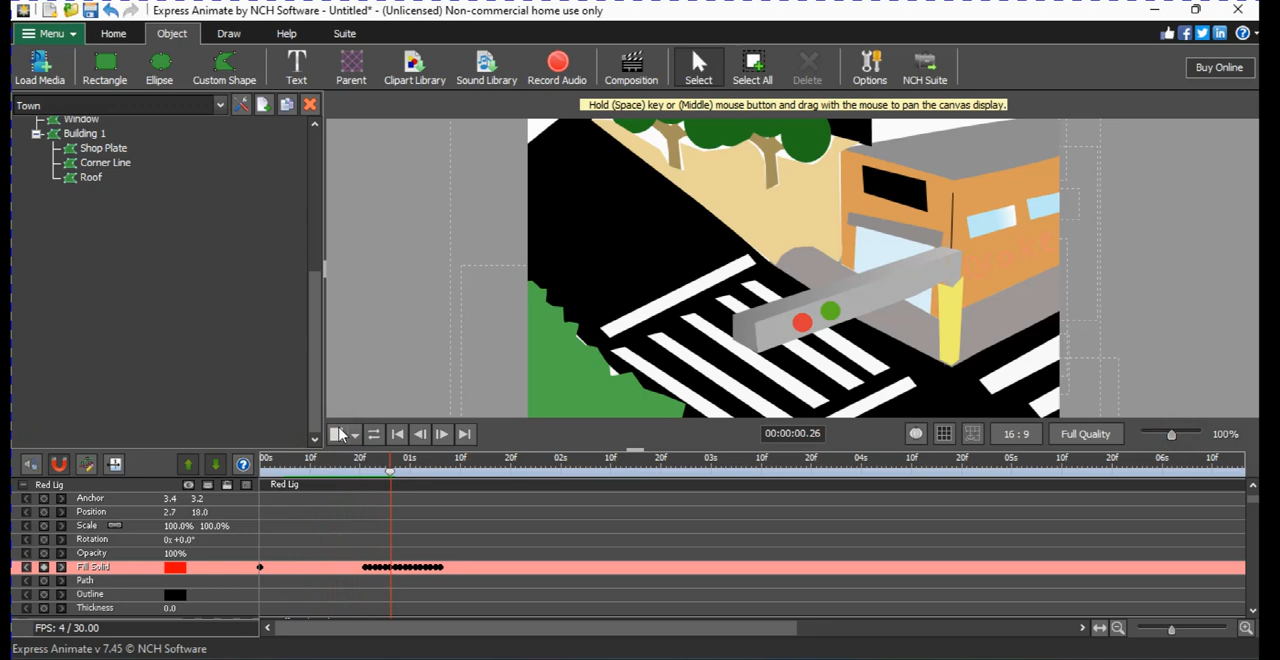 Express Animate by NCH Software - Untitled* - (Unlicensed) Non-commercial home use only
Menu Home Object Draw Help Suite
Load Media Rectangle Ellipse Custom Shape Text Parent Clipart Library Sound Library Record Audio Composition Select Select All Delete Options NCH Suite Buy Online
Town
Hold (Space) key or (Middle) mouse button and drag with the mouse to pan the canvas display.
Window
Building 1
Shop Plate
Corner Line
Roof
00:00:00.26 16 : 9 Full Quality 100%
00s 10f 20f 01s 10f 20f 02s 10f 20f 03s 10f 20f 04s 10f 20f 05s 10f 20f 06s 10f
Red Lig Red Lig
Anchor 3.4 3.2
Position 2.7 18.0
Scale 100.0% 100.0%
Rotation 0x +0.0°
Opacity 100%
Fill Solid
Path
Outline
Thickness 0.0
FPS: 4 / 30.00
Express Animate v 7.45 © NCH Software